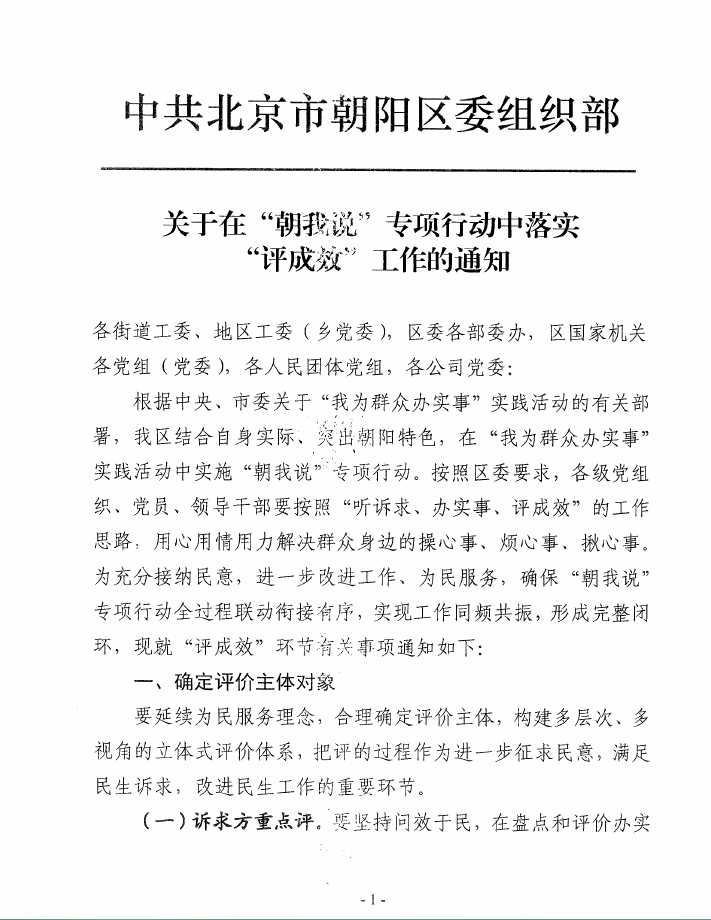 中共北京市朝阳区委组织部
关于在“朝我说”专项行动中落实
“评成效”工作的通知
各街道工委、地区工委（乡党委），区委各部委办，区国家机关
各党组（党委），各人民团体党组，各公司党委：
根据中央、市委关于“我为群众办实事”实践活动的有关部
署，我区结合自身实际、突出朝阳特色，在“我为群众办实事”
实践活动中实施“朝我说”专项行动。按照区委要求，各级党组
织、党员、领导干部要按照“听诉求、办实事、评成效”的工作
思路，用心用情用力解决群众身边的操心事、烦心事、揪心事。
为充分接纳民意，进一步改进工作、为民服务，确保“朝我说”
专项行动全过程联动衔接有序，实现工作同频共振，形成完整闭
环，现就“评成效”环节有关事项通知如下：
一、确定评价主体对象
要延续为民服务理念，合理确定评价主体，构建多层次、多
视角的立体式评价体系，把评的过程作为进一步征求民意，满足
民生诉求，改进民生工作的重要环节。
（一）诉求方重点评。要坚持问效于民，在盘点和评价办实
- 1 -